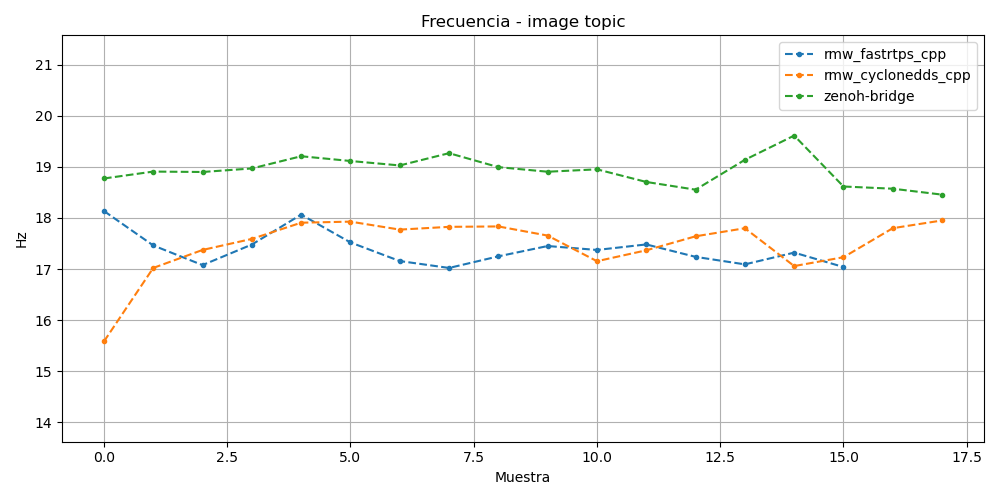 Frecuencia - image topic
rmw_fastrtps_cpp
rmw_cyclonedds_cpp
zenoh-bridge
Hz
21
20
19
18
17
16
15
14
0.0 2.5 5.0 7.5 10.0 12.5 15.0 17.5
Muestra